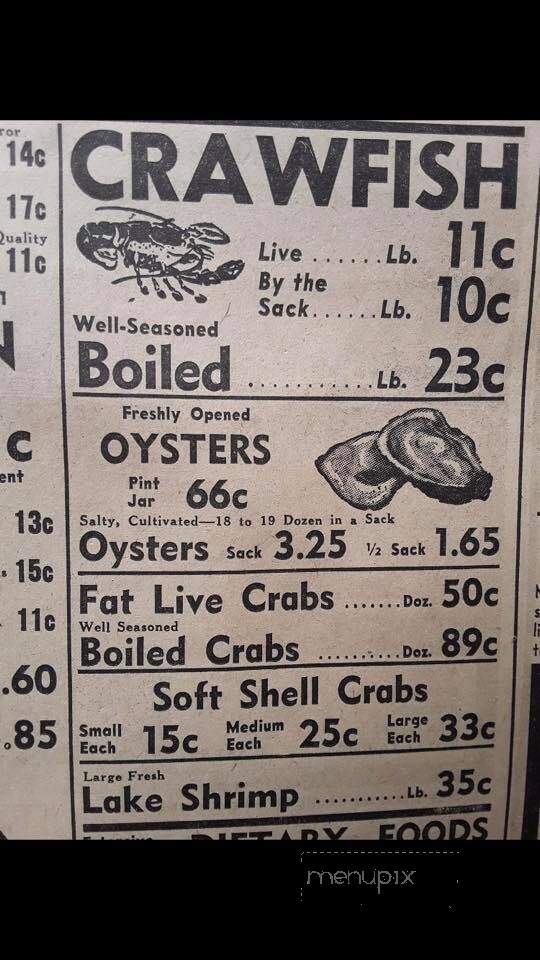 ror
14c
17c
Quality
11c
N
C
ent
13c
15c
11c
.60
.85
CRAWFISH
Live ...... Lb. 11c
By the
Sack...... Lb. 10c
Well-Seasoned
Boiled ........... Lb. 23c
Freshly Opened
OYSTERS
Pint
Jar 66c
Salty, Cultivated—18 to 19 Dozen in a Sack
Oysters Sack 3.25 ½ Sack 1.65
Fat Live Crabs ....... Doz. 50c
Well Seasoned
Boiled Crabs .......... Doz. 89c
Soft Shell Crabs
Small
Each 15c Medium
Each 25c Large
Each 33c
Large Fresh
Lake Shrimp .......... Lb. 35c
DIETARY FOODS
menupix